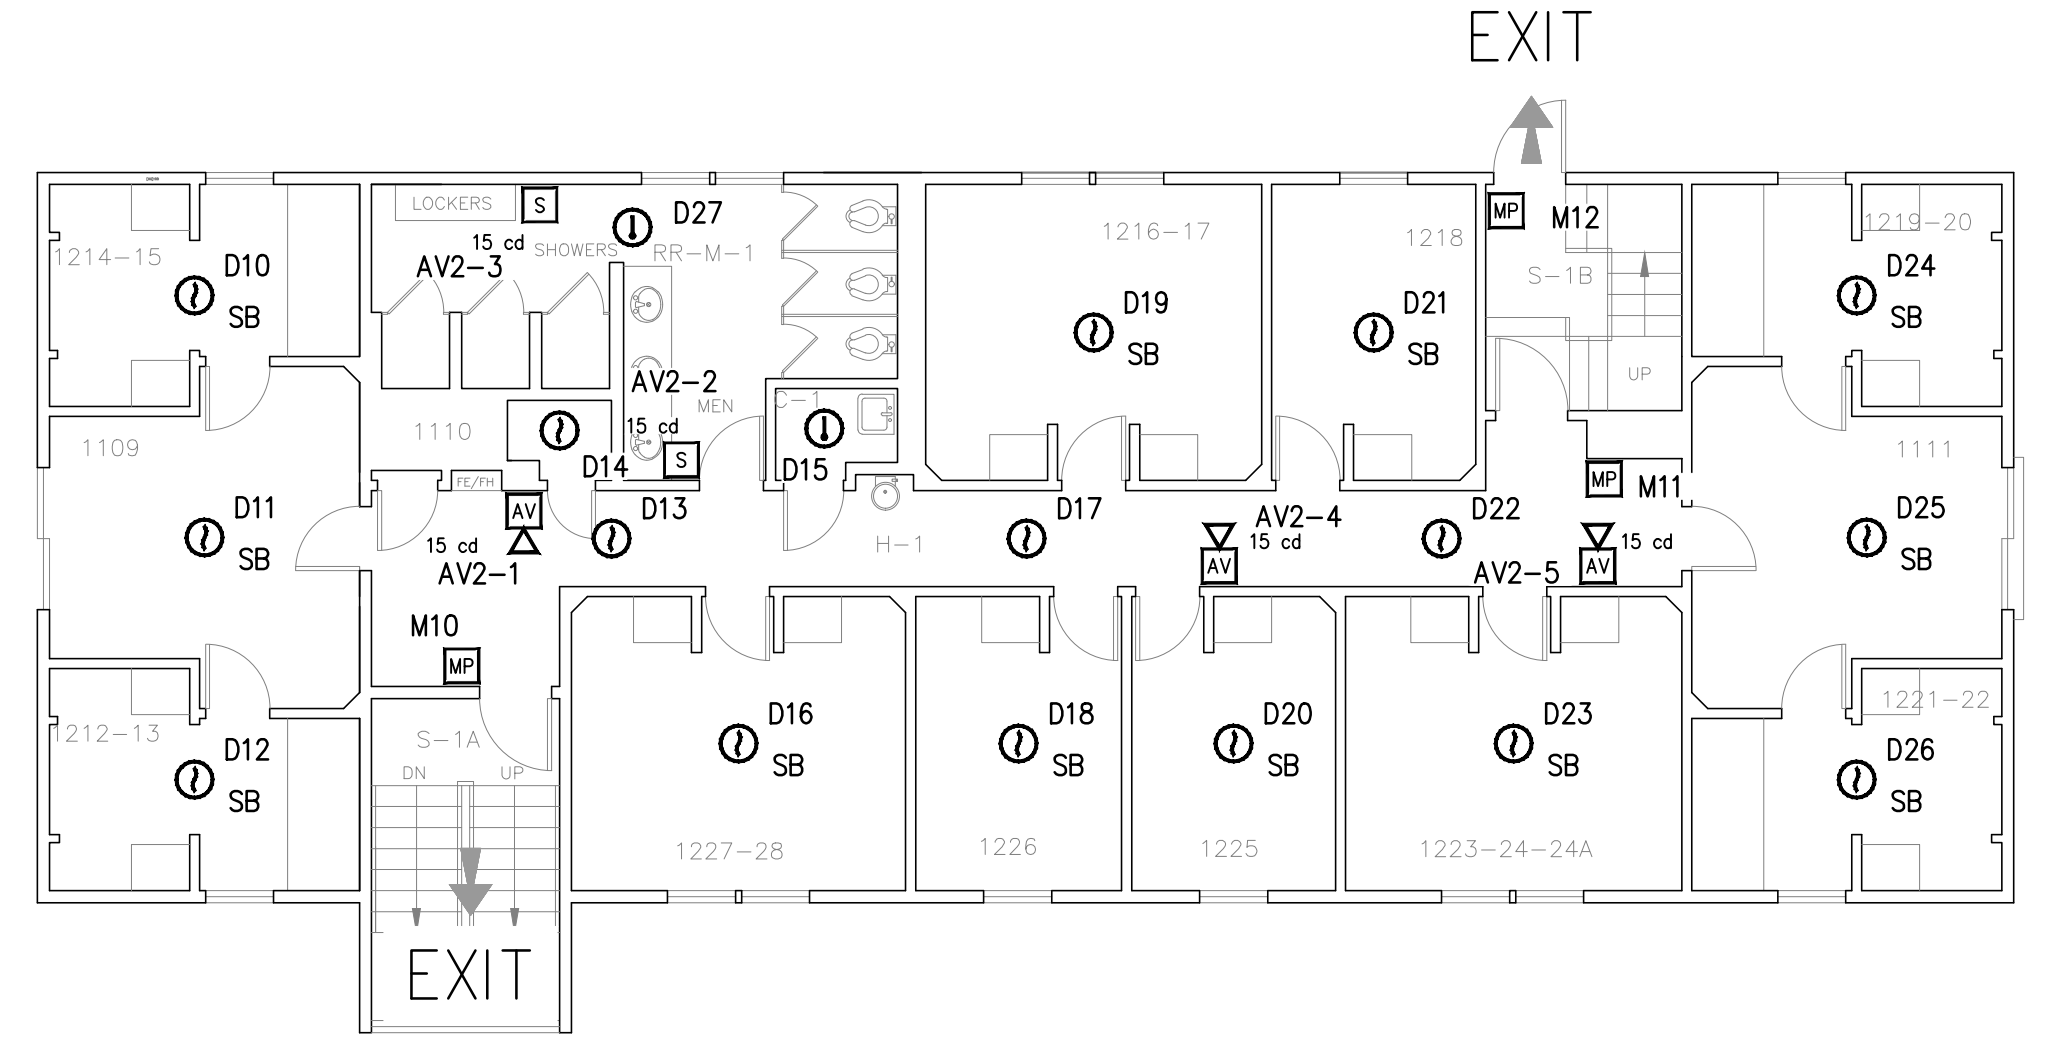 EXIT
LOCKERS
S
D27
MP
M12
1219-20
1214-15
15 cd
SHOWERS
RR-M-1
1216-17
1218
D10
AV2-3
S-1B
D24
SB
D19
D21
SB
SB
SB
AV2-2
MEN
C-1
UP
1109
1110
15 cd
1111
D14
S
D15
FE/FH
MP
M11
D11
AV
D13
D17
AV2-4
D22
D25
15 cd
H-1
15 cd
15 cd
SB
AV2-1
AV
AV2-5
AV
SB
M10
MP
1212-13
S-1A
D16
D18
D20
D23
1221-22
D12
DN
UP
SB
SB
SB
SB
D26
SB
SB
1227-28
1226
1225
1223-24-24A
EXIT